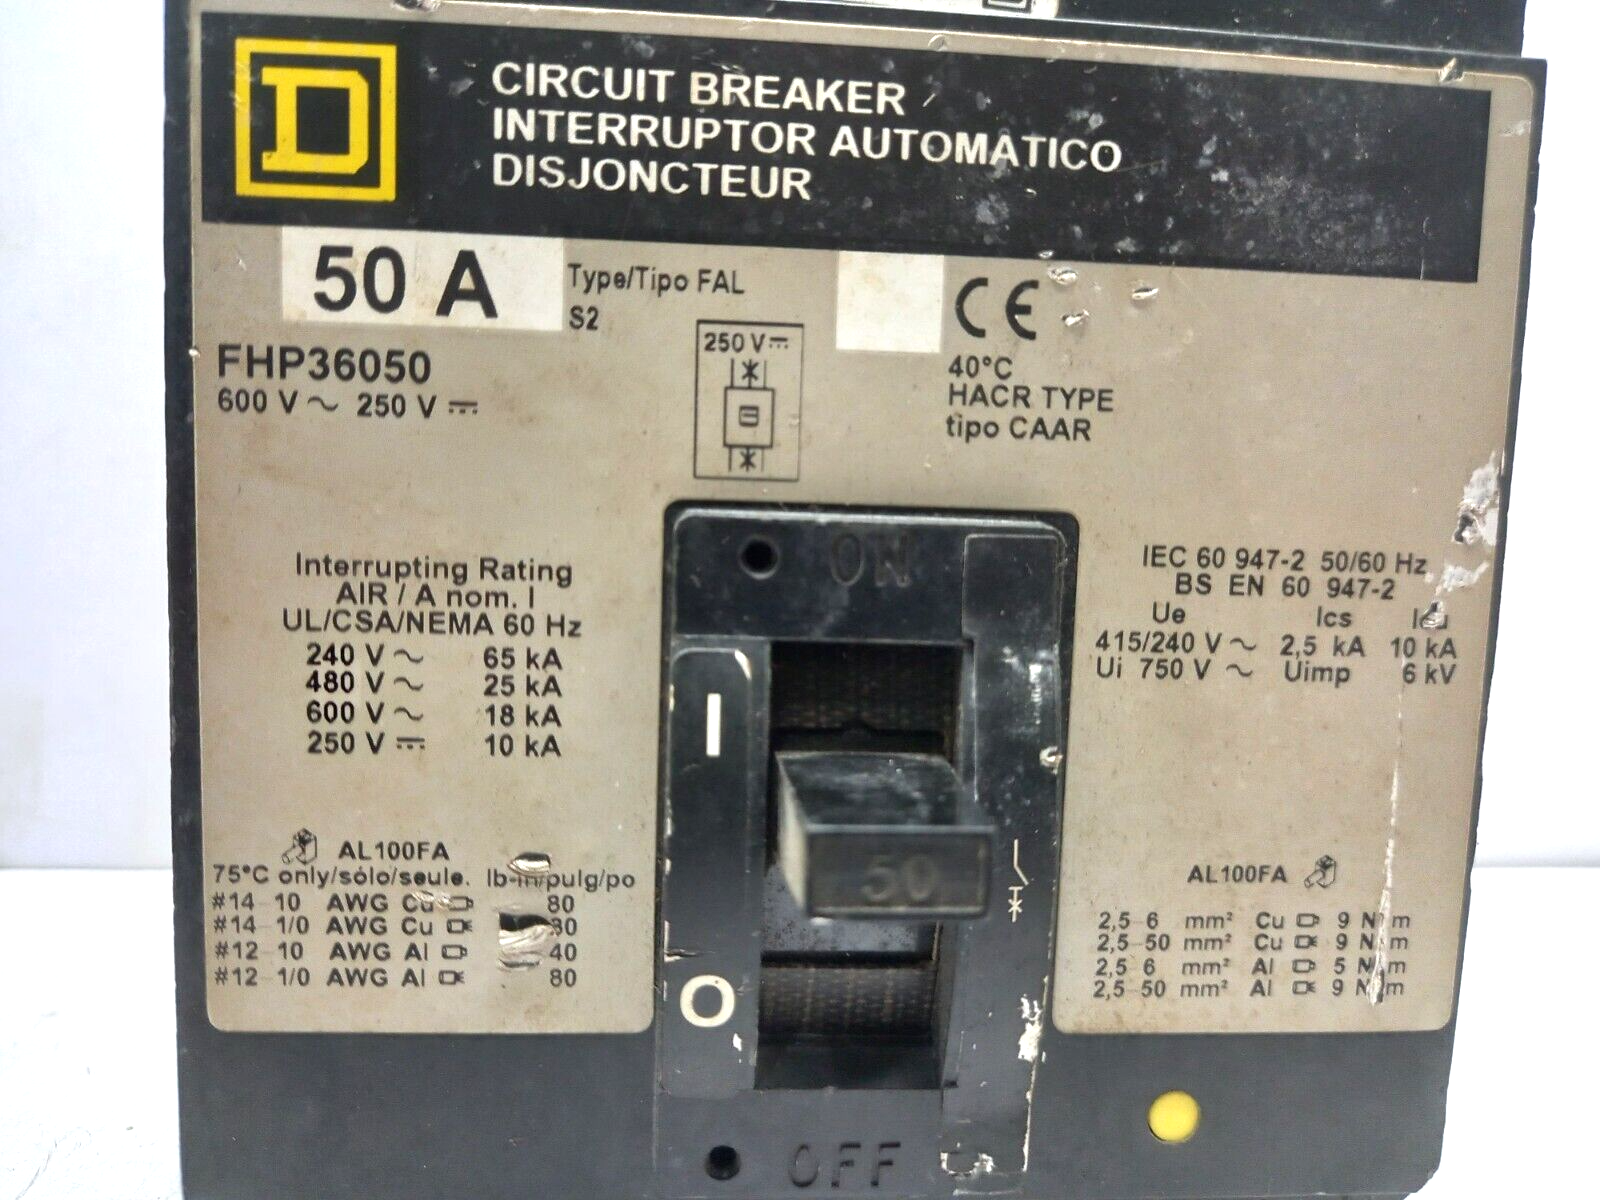 D
CIRCUIT BREAKER
INTERRUPTOR AUTOMATICO
DISJONCTEUR
50 A
Type/Tipo FAL
S2
FHP36050
600 V ~ 250 V ⎓
250 V ⎓
CE
40°C
HACR TYPE
tipo CAAR
Interrupting Rating
AIR / A nom. I
UL/CSA/NEMA 60 Hz
240 V ~ 65 kA
480 V ~ 25 kA
600 V ~ 18 kA
250 V ⎓ 10 kA
AL100FA
75°C only/sólo/seule. lb-in/pulg/po
#14-10 AWG Cu 80
#14-1/0 AWG Cu 80
#12-10 AWG Al 40
#12-1/0 AWG Al 80
ON
I
50
O
OFF
IEC 60 947-2 50/60 Hz
BS EN 60 947-2
Ue Ics Icu
415/240 V ~ 2,5 kA 10 kA
Ui 750 V ~ Uimp 6 kV
AL100FA
2,5-6 mm² Cu 9 N·m
2,5-50 mm² Cu 9 N·m
2,5-6 mm² Al 5 N·m
2,5-50 mm² Al 9 N·m